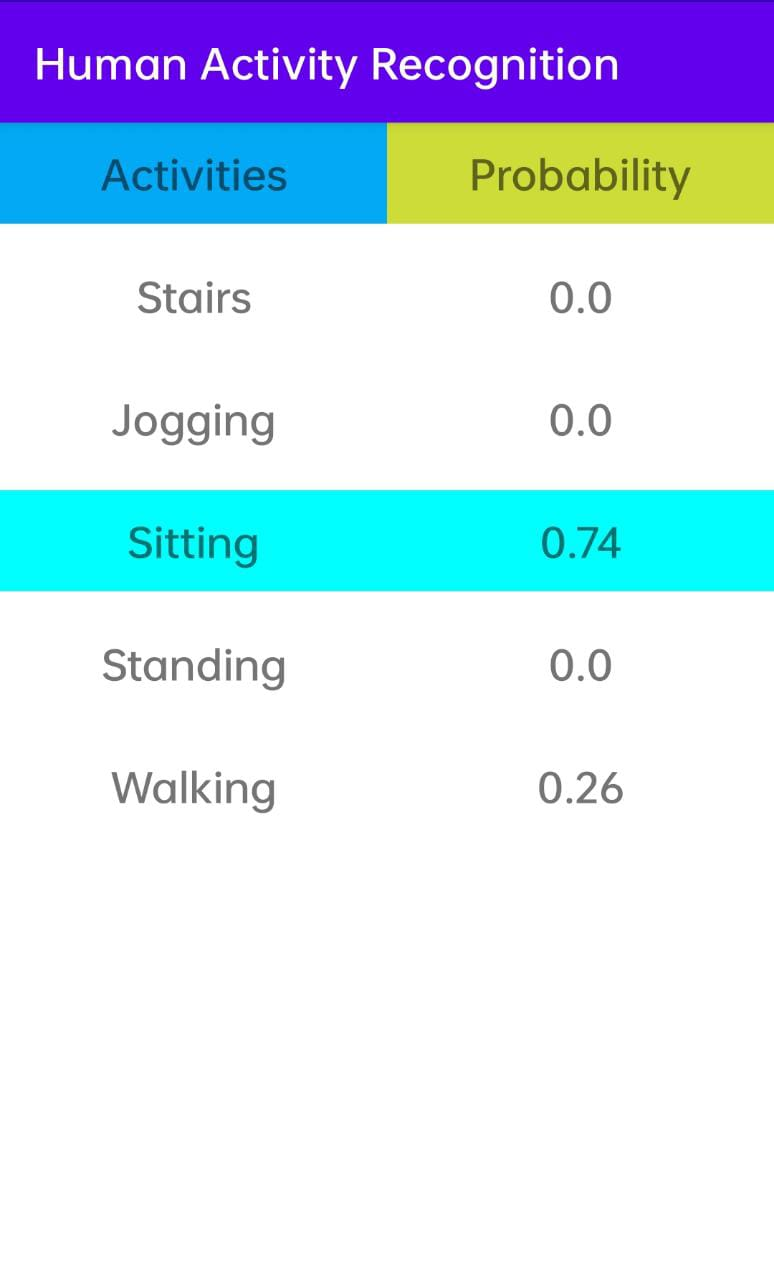 Human Activity Recognition
Activities Probability
Stairs 0.0
Jogging 0.0
Sitting 0.74
Standing 0.0
Walking 0.26